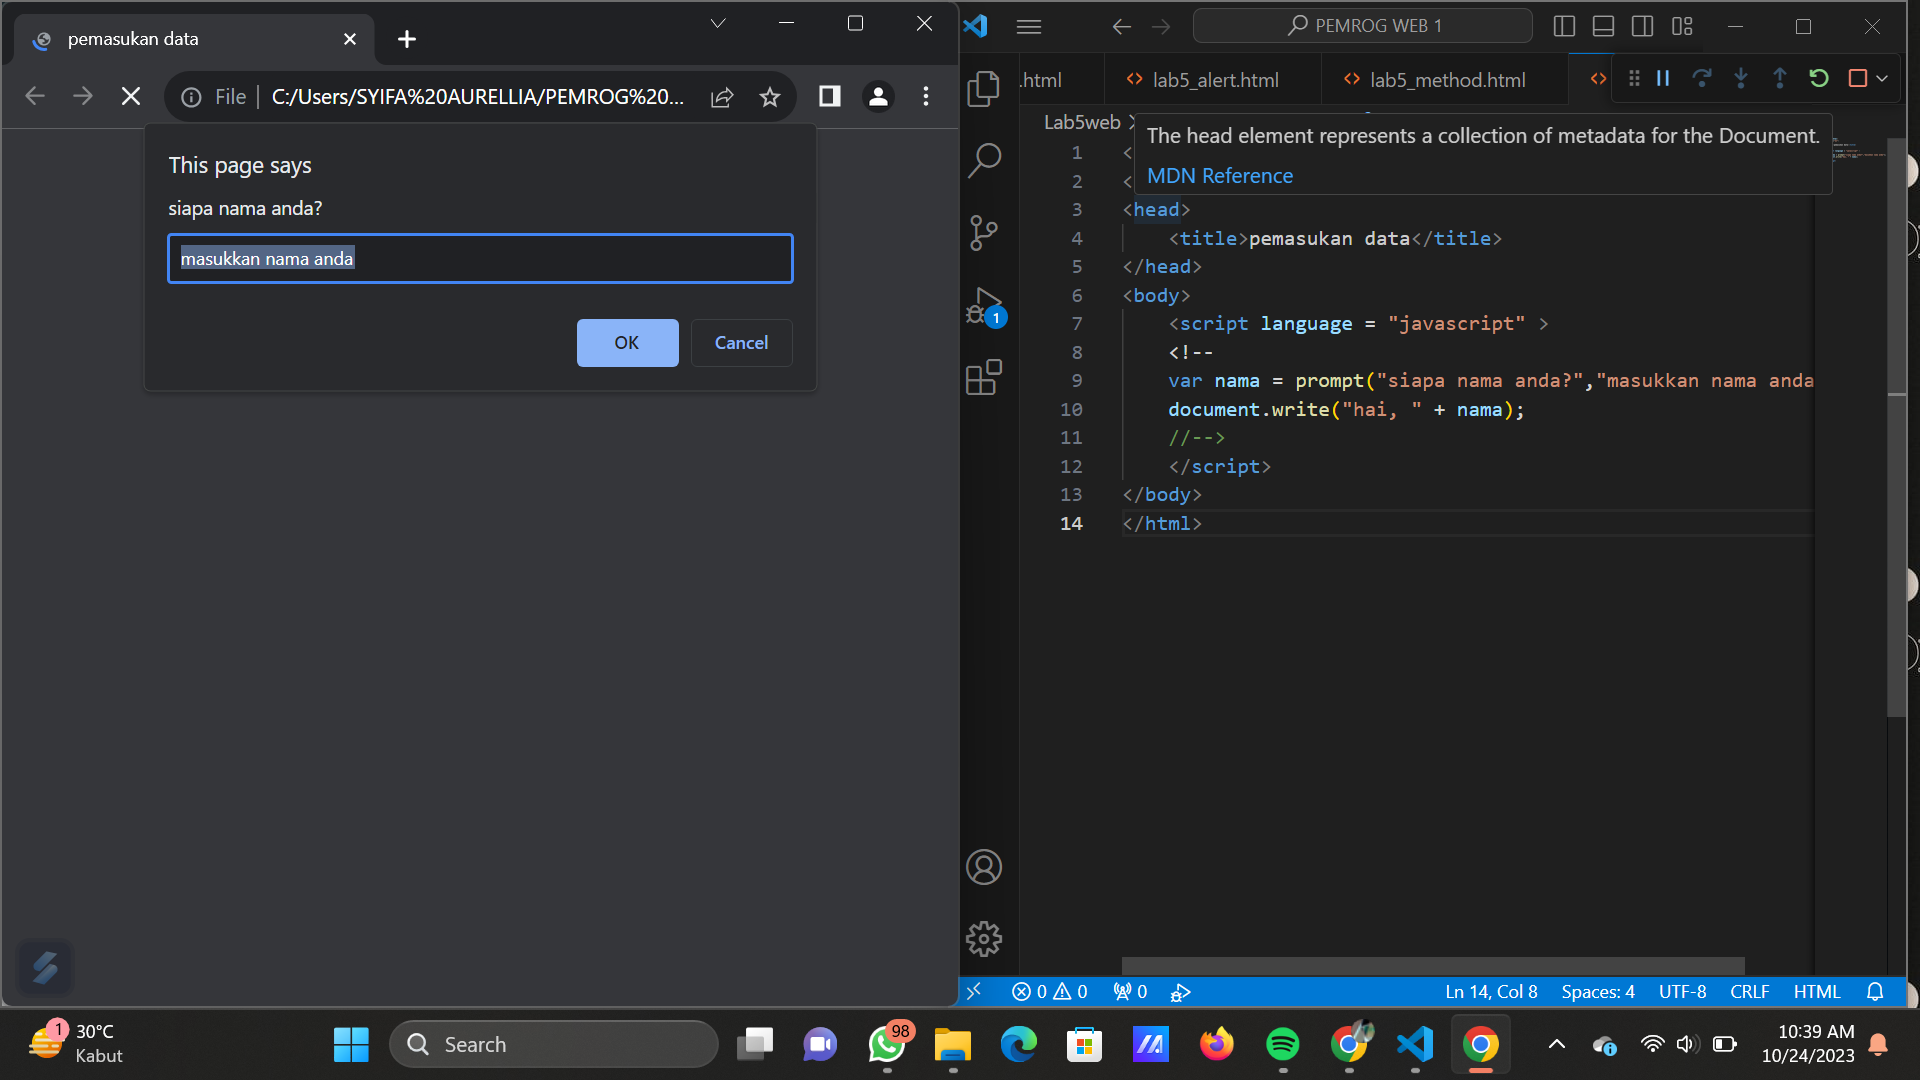 pemasukan data
File
C:/Users/SYIFA%20AURELLIA/PEMROG%20...
This page says
siapa nama anda?
masukkan nama anda
OK
Cancel
PEMROG WEB 1
.html
lab5_alert.html
lab5_method.html
Lab5web
The head element represents a collection of metadata for the Document.
MDN Reference
1 <
2 <
3 <head>
4 <title>pemasukan data</title>
5 </head>
6 <body>
7 <script language = "javascript" >
8 <!--
9 var nama = prompt("siapa nama anda?","masukkan nama anda
10 document.write("hai, " + nama);
11 //-->
12 </script>
13 </body>
14 </html>
1
0 0 0
Ln 14, Col 8 Spaces: 4 UTF-8 CRLF HTML
1
30°C
Kabut
Search
98
10:39 AM
10/24/2023